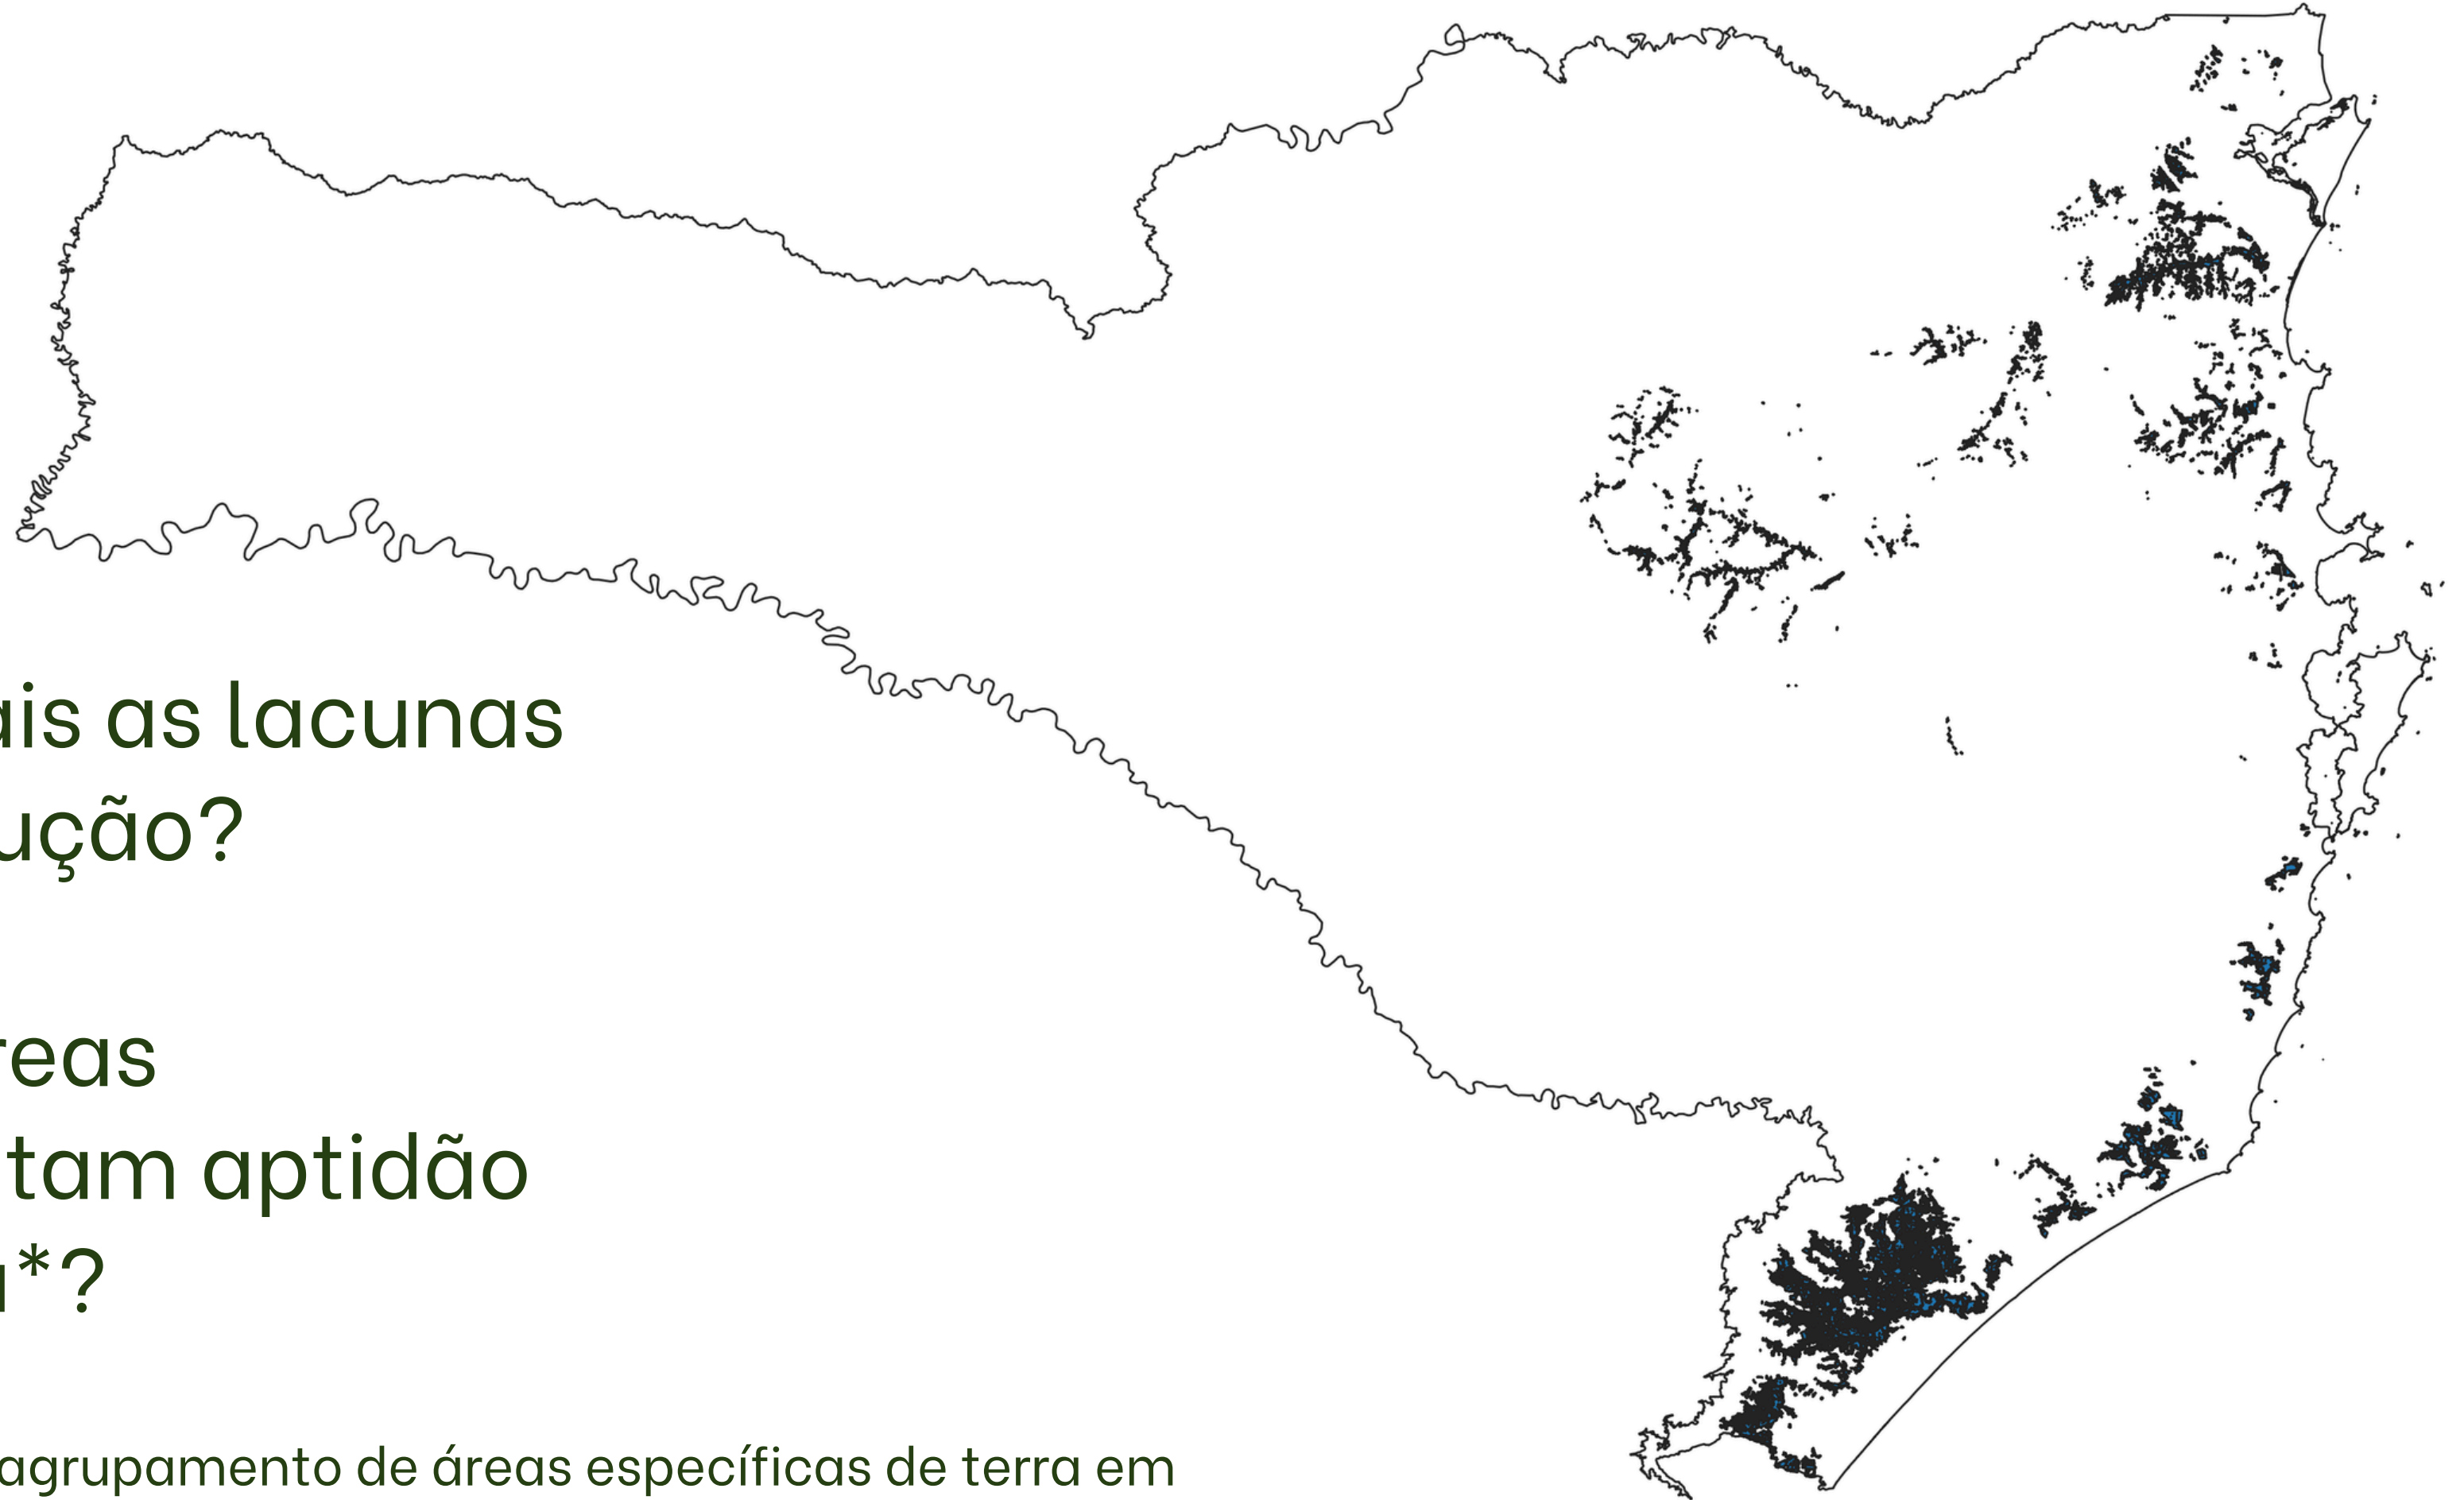 ais as lacunas
ução?
reas
tam aptidão
*?
agrupamento de áreas específicas de terra em